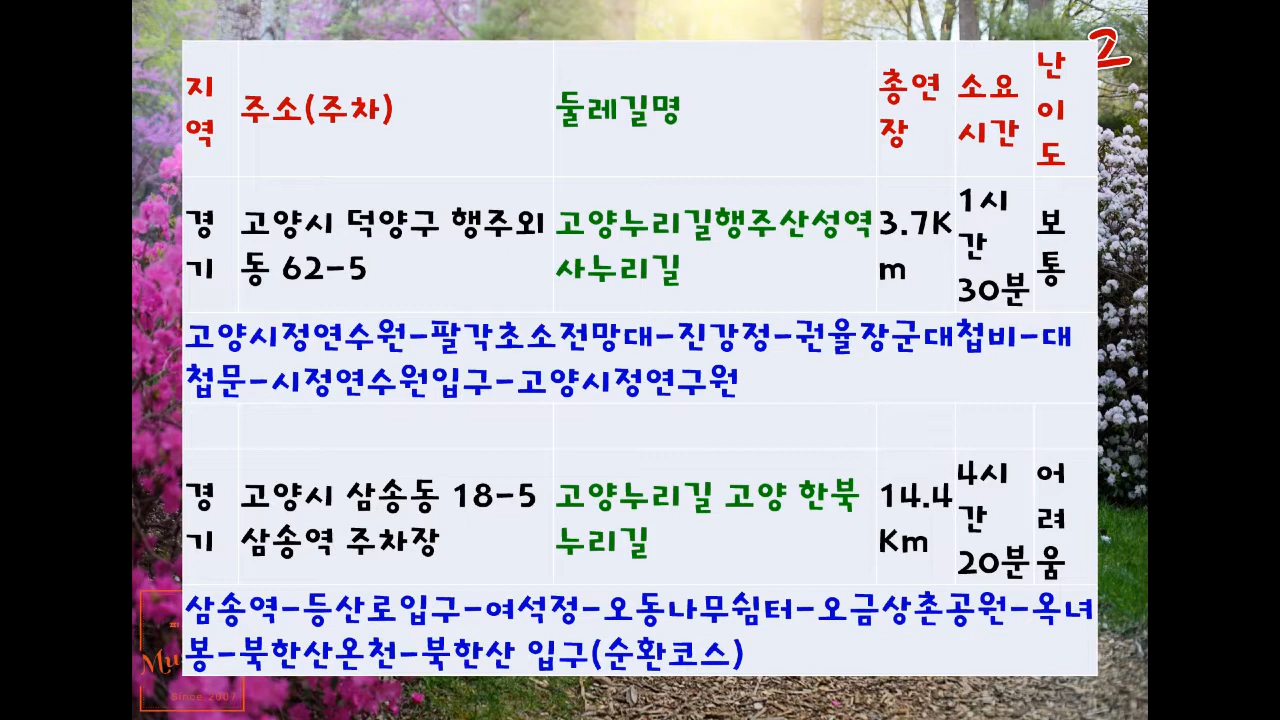 2
지역 주소(주차) 둘레길명 총연장 소요시간 난이도
경기 고양시 덕양구 행주외동 62-5 고양누리길행주산성역사누리길 3.7Km 1시간 30분 보통
고양시정연수원-팔각초소전망대-진강정-권율장군대첩비-대
첩문-시정연수원입구-고양시정연구원
경기 고양시 삼송동 18-5 삼송역 주차장 고양누리길 고양 한북누리길 14.4Km 4시간 20분 어려움
삼송역-등산로입구-여석정-오동나무쉼터-오금상촌공원-옥녀
봉-북한산온천-북한산 입구(순환코스)
Since 2007